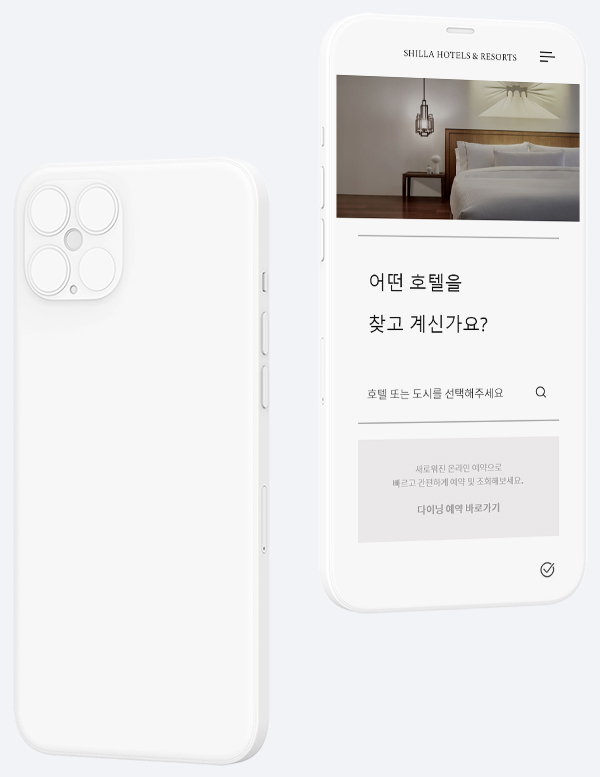 SHILLA HOTELS & RESORTS
어떤 호텔을
찾고 계신가요?
호텔 또는 도시를 선택해주세요
새로워진 온라인 예약으로
빠르고 간편하게 예약 및 조회해보세요.
다이닝 예약 바로가기